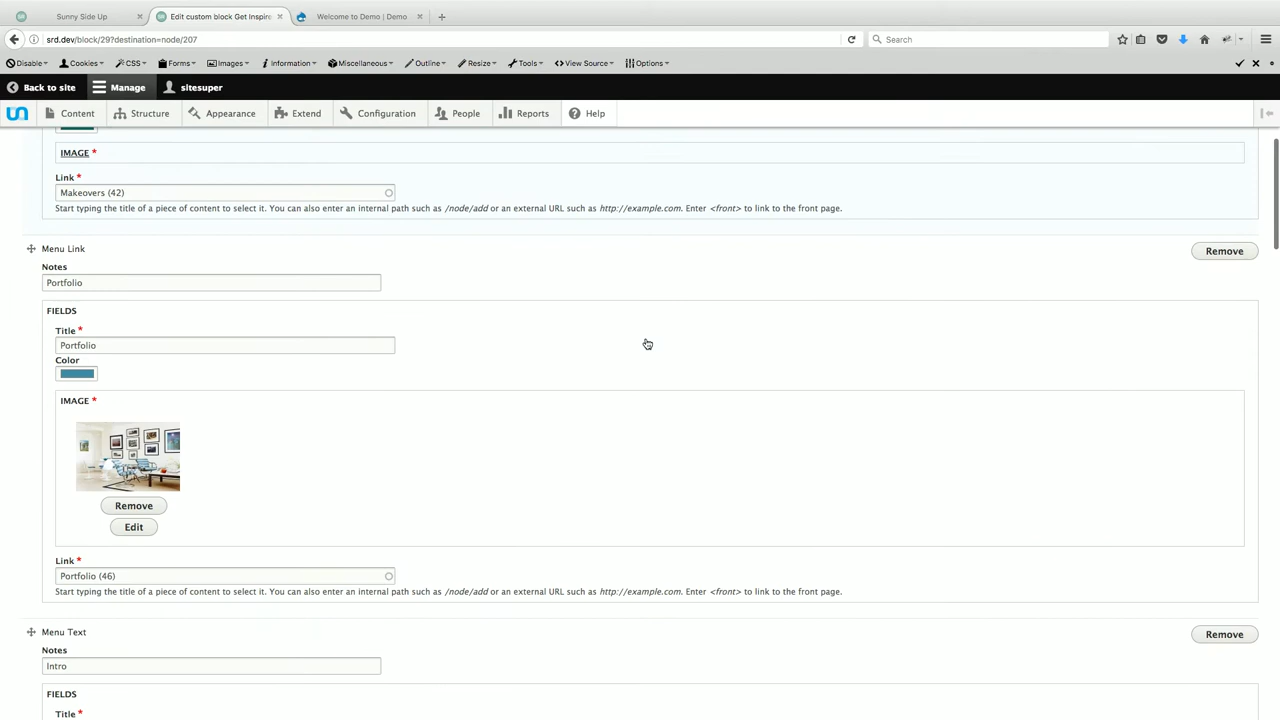 Sunny Side Up
Edit custom block Get Inspire
Welcome to Demo | Demo
srd.dev/block/29?destination=node/207
Search
Disable
Cookies
CSS
Forms
Images
Information
Miscellaneous
Outline
Resize
Tools
View Source
Options
Back to site
Manage
sitesuper
Content
Structure
Appearance
Extend
Configuration
People
Reports
Help
IMAGE *
Link *
Makeovers (42)
Start typing the title of a piece of content to select it. You can also enter an internal path such as /node/add or an external URL such as http://example.com. Enter <front> to link to the front page.
Menu Link
Remove
Notes
Portfolio
FIELDS
Title *
Portfolio
Color
IMAGE *
Remove
Edit
Link *
Portfolio (46)
Start typing the title of a piece of content to select it. You can also enter an internal path such as /node/add or an external URL such as http://example.com. Enter <front> to link to the front page.
Menu Text
Remove
Notes
Intro
FIELDS
Title *